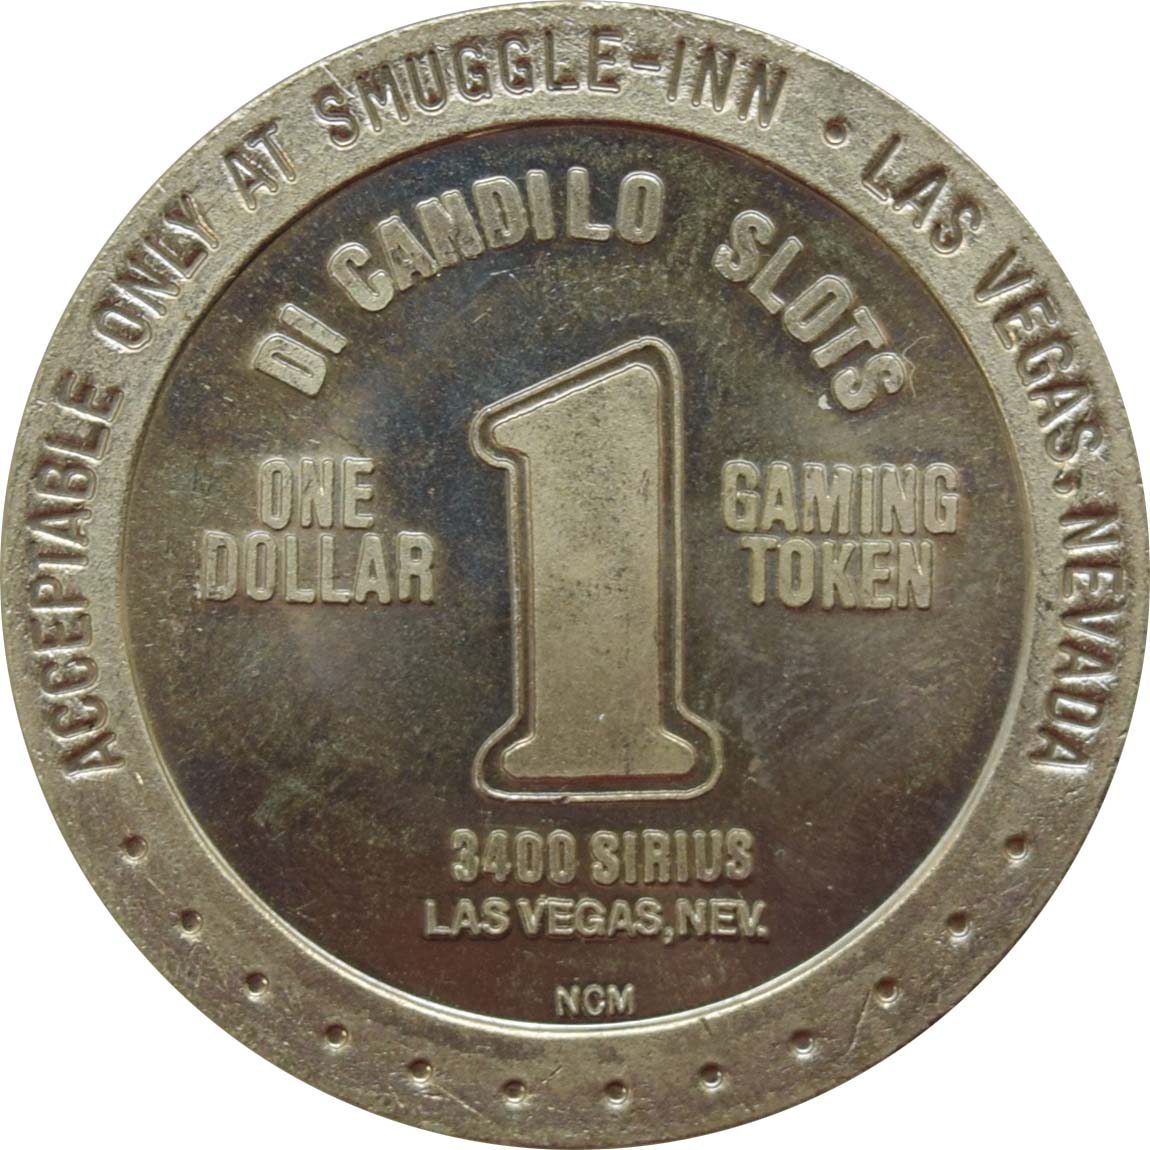 ACCEPTABLE ONLY AT SMUGGLE-INN • LAS VEGAS, NEVADA
DI CAMDILO SLOTS
1
ONE
DOLLAR
GAMING
TOKEN
3400 SIRIUS
LAS VEGAS, NEV.
NCM